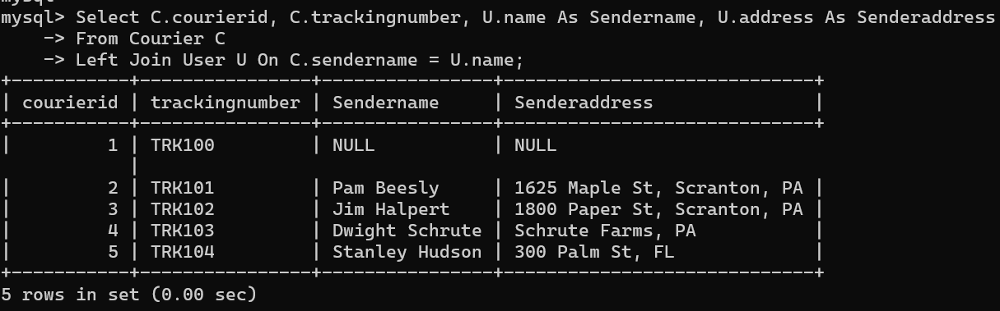 mysql>
mysql> Select C.courierid, C.trackingnumber, U.name As Sendername, U.address As Senderaddress
    -> From Courier C
    -> Left Join User U On C.sendername = U.name;
+-----------+----------------+----------------+----------------------------+
| courierid | trackingnumber | Sendername     | Senderaddress              |
+-----------+----------------+----------------+----------------------------+
|         1 | TRK100         | NULL           | NULL
|           |
|         2 | TRK101         | Pam Beesly     | 1625 Maple St, Scranton, PA |
|         3 | TRK102         | Jim Halpert    | 1800 Paper St, Scranton, PA |
|         4 | TRK103         | Dwight Schrute | Schrute Farms, PA          |
|         5 | TRK104         | Stanley Hudson | 300 Palm St, FL            |
+-----------+----------------+----------------+----------------------------+
5 rows in set (0.00 sec)